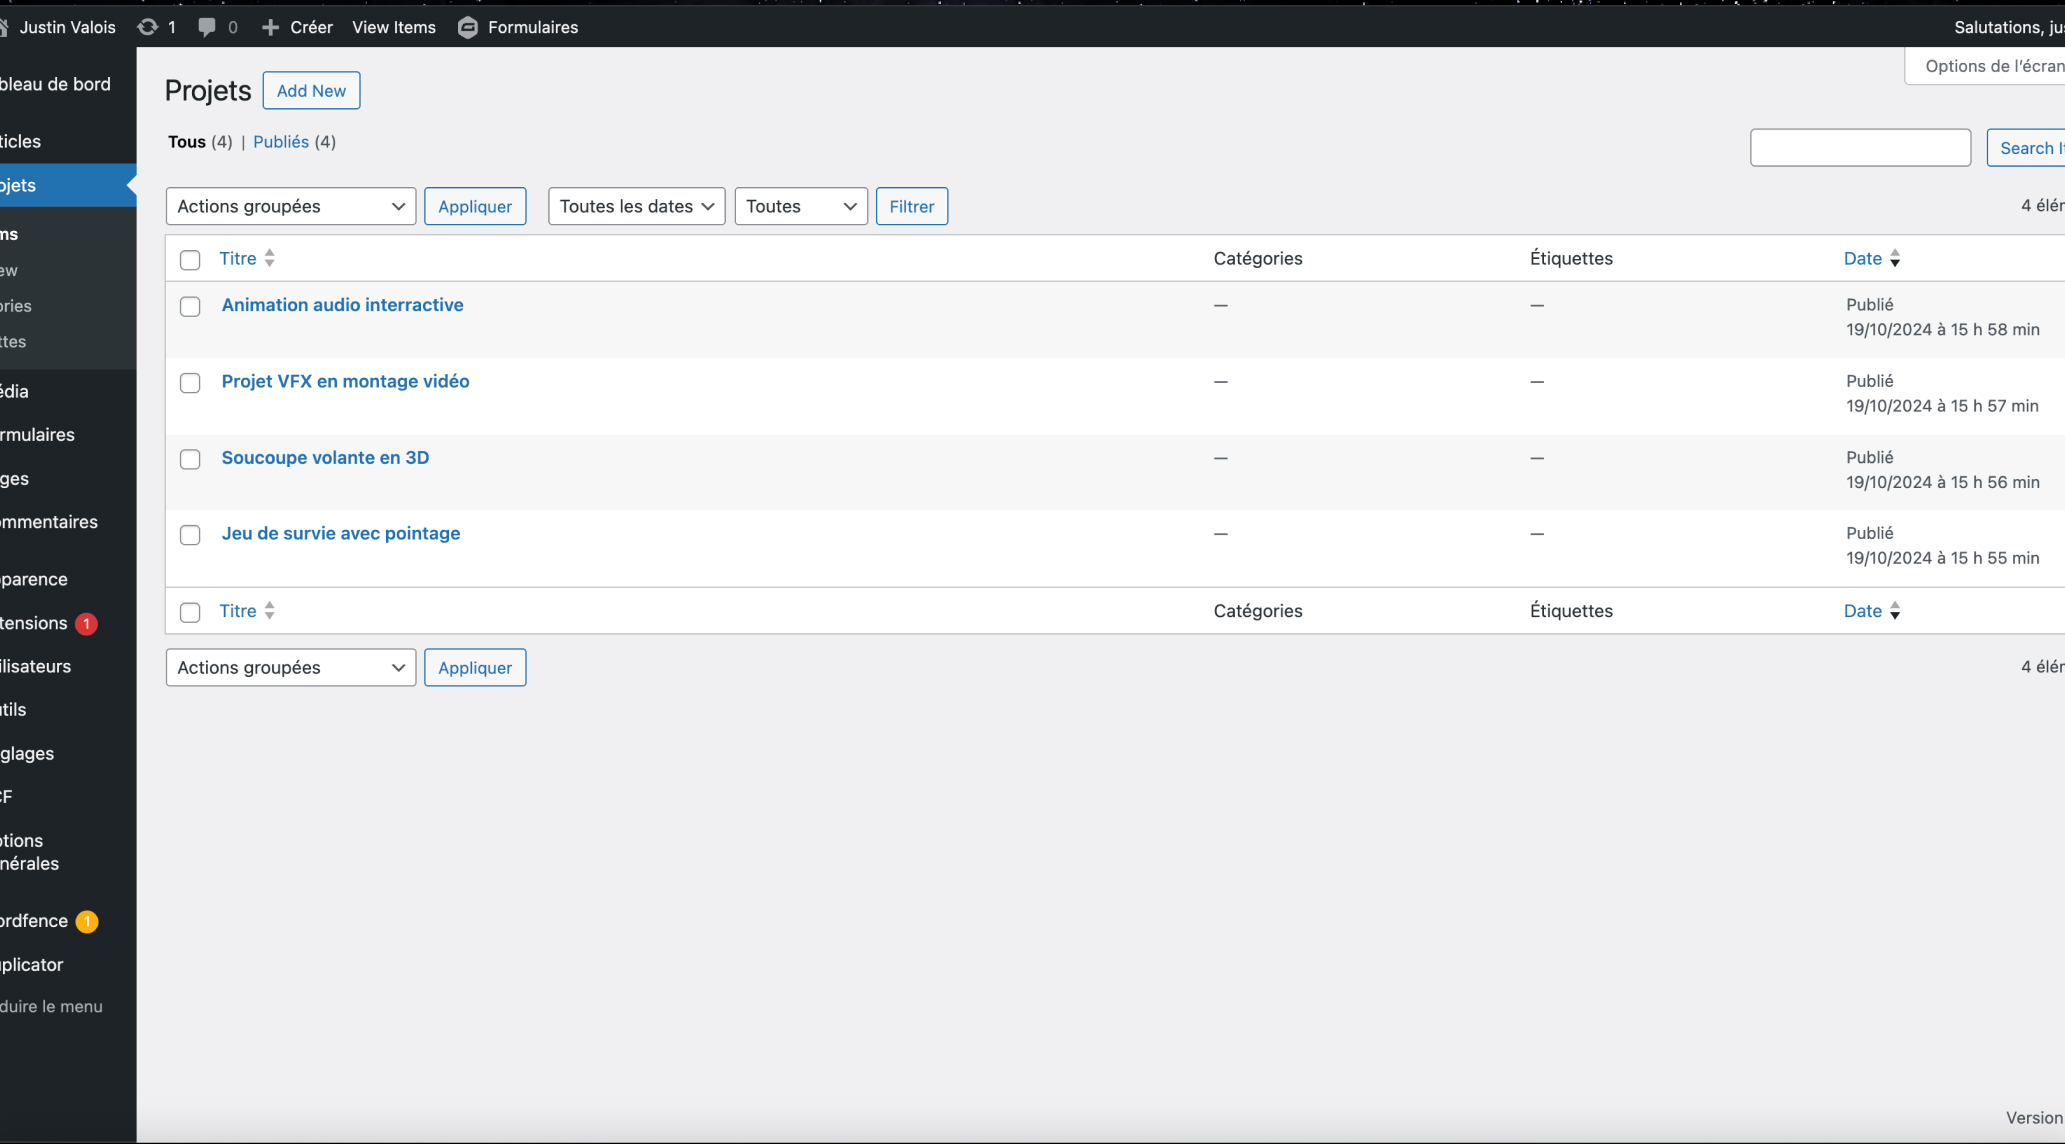 Justin Valois 1 0 Créer View Items Formulaires Salutations,
Options de l'écran
bleau de bord
Projets Add New
Tous (4) | Publiés (4)
ticles
Search
ojets
Actions groupées Appliquer Toutes les dates Toutes Filtrer
4 élé
ms
Titre Catégories Étiquettes Date
ew
ories
ttes
Animation audio interractive — — Publié
19/10/2024 à 15 h 58 min
Projet VFX en montage vidéo — — Publié
19/10/2024 à 15 h 57 min
édia
rmulaires
Soucoupe volante en 3D — — Publié
19/10/2024 à 15 h 56 min
ges
ommentaires
Jeu de survie avec pointage — — Publié
19/10/2024 à 15 h 55 min
parence
Titre Catégories Étiquettes Date
tensions 1
ilisateurs
Actions groupées Appliquer
4 élé
tils
glages
CF
otions
nérales
ordfence 1
plicator
duire le menu
Version